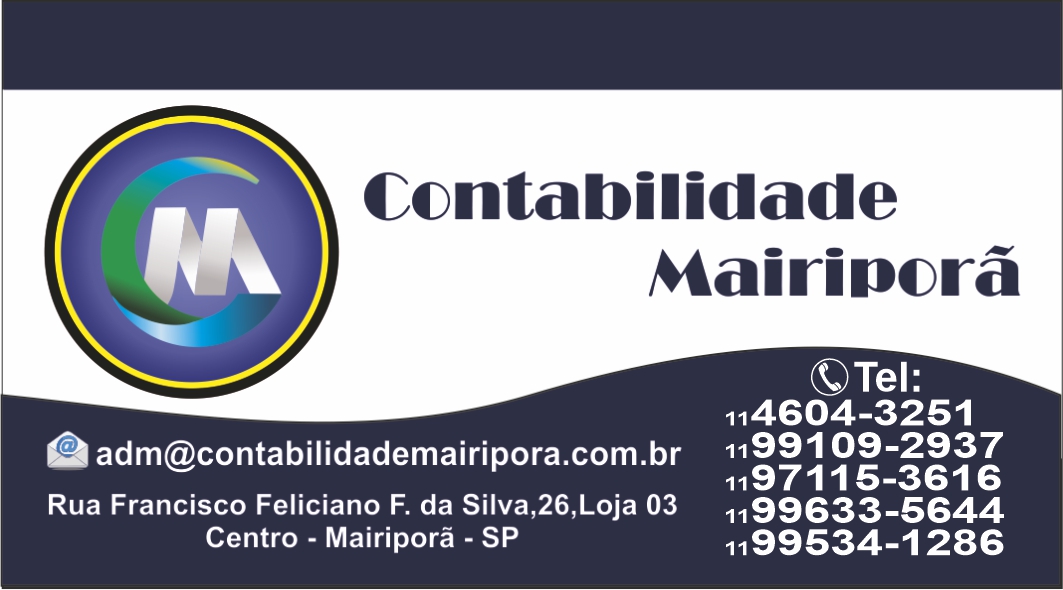 CM
Contabilidade
Mairiporã
@ adm@contabilidademairipora.com.br
Rua Francisco Feliciano F. da Silva,26,Loja 03
Centro - Mairiporã - SP
Tel:
11 4604-3251
11 99109-2937
11 97115-3616
11 99633-5644
11 99534-1286